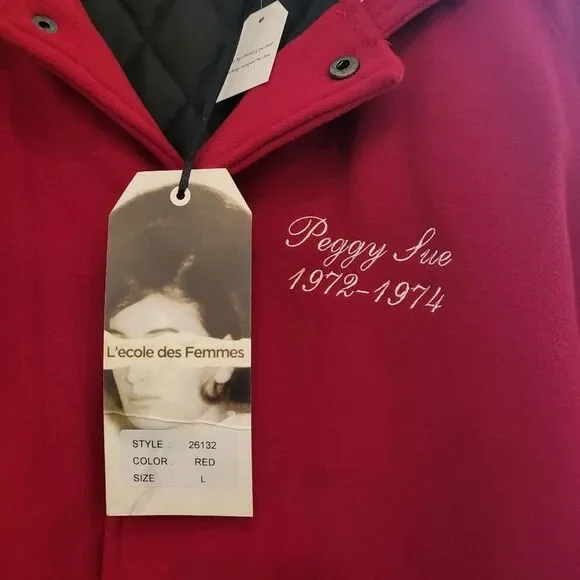 Peggy Sue
1972-1974
L'ecole des Femmes
STYLE : 26132
COLOR : RED
SIZE : L